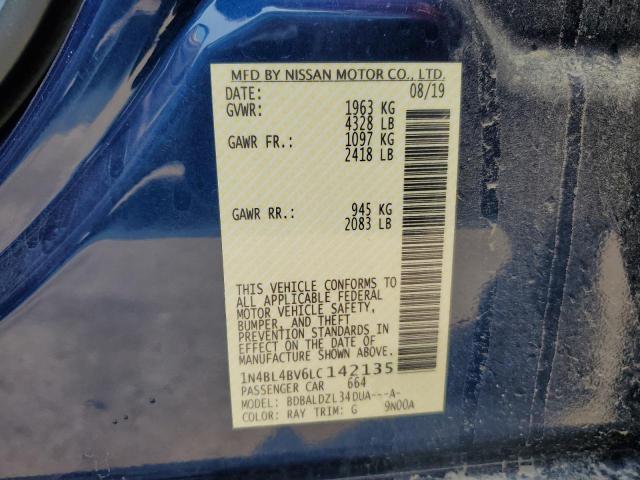 MFD BY NISSAN MOTOR CO., LTD.
DATE: 08/19
GVWR: 1963 KG
4328 LB
GAWR FR.: 1097 KG
2418 LB
GAWR RR.: 945 KG
2083 LB
THIS VEHICLE CONFORMS TO
ALL APPLICABLE FEDERAL
MOTOR VEHICLE SAFETY,
BUMPER, AND THEFT
PREVENTION STANDARDS IN
EFFECT ON THE DATE OF
MANUFACTURE SHOWN ABOVE.
1N4BL4BV6LC142135
PASSENGER CAR 664
MODEL: BDBALDZL34DUA---A-
COLOR: RAY TRIM: G 9N00A